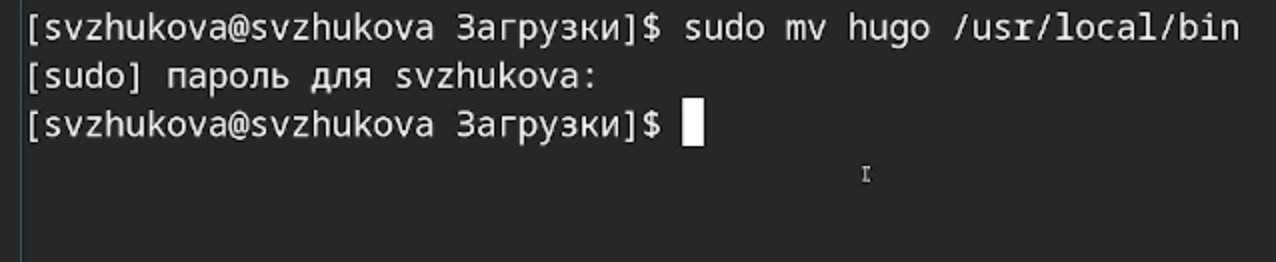 [svzhukova@svzhukova Загрузки]$ sudo mv hugo /usr/local/bin
[sudo] пароль для svzhukova:
[svzhukova@svzhukova Загрузки]$